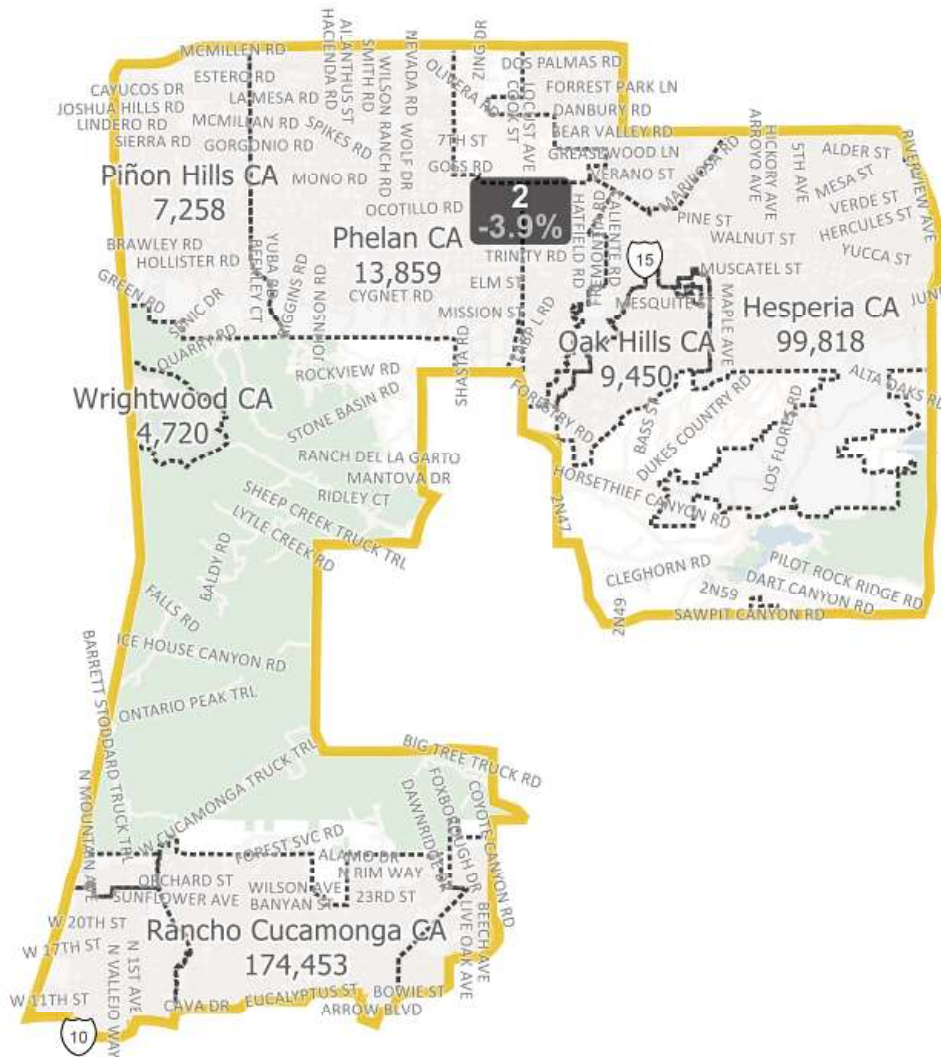 MCMILLEN RD
HACIENDA RD
AILANTHUS ST
SMITH RD
WILSON RANCH RD
NEVADA RD
WOLF DR
OLIVERA RD
ZING DR
COOK ST
LOCUST AVE
DOS PALMAS RD
FORREST PARK LN
DANBURY RD
BEAR VALLEY RD
GREASEWOOD LN
VERANO ST
MARIPOSA RD
ARROYO AVE
HICKORY AVE
5TH AVE
ALDER ST
RIVERVIEW AVE
MESA ST
VERDE ST
HERCULES ST
YUCCA ST
ESTERO RD
CAYUCOS DR
LA MESA RD
JOSHUA HILLS RD
LINDERO RD
MCMILLAN RD
SPIKES RD
7TH ST
SIERRA RD
GORGONIO RD
GOSS RD
Piñon Hills CA
7,258
MONO RD
OCOTILLO RD
2
-3.9%
HATFIELD RD
CALIENTE RD
PINE ST
WALNUT ST
15
MUSCATEL ST
Phelan CA
13,859
TRINITY RD
BRAWLEY RD
HOLLISTER RD
YUBA RD
ELM ST
CYGNET RD
MISSION ST
MESQUITE
MAPLE AVE
Hesperia CA
99,818
GREEN RD
QUARRY RD
JOHNSON RD
Oak Hills CA
9,450
SHASTA RD
ROCKVIEW RD
FORESTRY RD
BASS ST
DUKES COUNTRY RD
LOS FLORES RD
ALTA OAKS RD
Wrightwood CA
4,720
STONE BASIN RD
RANCH DEL LA GARTO
MANTOVA DR
RIDLEY CT
SHEEP CREEK TRUCK TRL
LYTLE CREEK RD
HORSETHIEF CANYON RD
2N47
BALDY RD
CLEGHORN RD
2N59
PILOT ROCK RIDGE RD
DART CANYON RD
2N49
SAWPIT CANYON RD
FALLS RD
ICE HOUSE CANYON RD
BARRETT STODDARD TRUCK TRL
ONTARIO PEAK TRL
BIG TREE TRUCK RD
W CUCAMONGA TRUCK TRL
FOXBOROUGH DR
COYOTE CANYON RD
FOREST SVC RD
ALAMO DR
N RIM WAY
ORCHARD ST
WILSON AVE
SUNFLOWER AVE
BANYAN ST
23RD ST
W 20TH ST
Rancho Cucamonga CA
174,453
W 17TH ST
N 1ST AVE
N VALLEJO WAY
LIVE OAK AVE
BEECH AVE
W 11TH ST
CAVA DR
EUCALYPTUS ST
BOWIE ST
ARROW BLVD
10